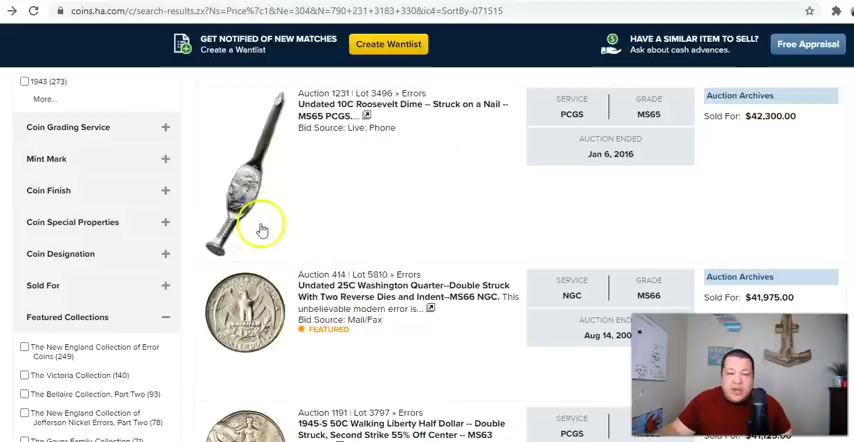 coins.ha.com/c/search-results.zx?Ns=Price%7c1&Ne=304&N=790+231+3183+330&ic4=SortBy-071515
GET NOTIFIED OF NEW MATCHES
Create a Wantlist
Create Wantlist
HAVE A SIMILAR ITEM TO SELL?
Ask about cash advances.
Free Appraisal
1943 (273)
More...
Coin Grading Service
Mint Mark
Coin Finish
Coin Special Properties
Coin Designation
Sold For
Featured Collections
The New England Collection of Error
Coins (249)
The Victoria Collection (140)
The Bellaire Collection, Part Two (93)
The New England Collection of
Jefferson Nickel Errors, Part Two (78)
Auction 1231 | Lot 3496 » Errors
Undated 10C Roosevelt Dime -- Struck on a Nail --
MS65 PCGS....
Bid Source: Live: Phone
SERVICE
PCGS
GRADE
MS65
AUCTION ENDED
Jan 6, 2016
Auction Archives
Sold For: $42,300.00
Auction 414 | Lot 5810 » Errors
Undated 25C Washington Quarter--Double Struck
With Two Reverse Dies and Indent--MS66 NGC. This
unbelievable modern error is...
Bid Source: Mail/Fax
FEATURED
SERVICE
NGC
GRADE
MS66
AUCTION END
Aug 14, 200
Auction Archives
Sold For: $41,975.00
Auction 1191 | Lot 3797 » Errors
1945-S 50C Walking Liberty Half Dollar -- Double
Struck, Second Strike 55% Off Center -- MS63
PCGS